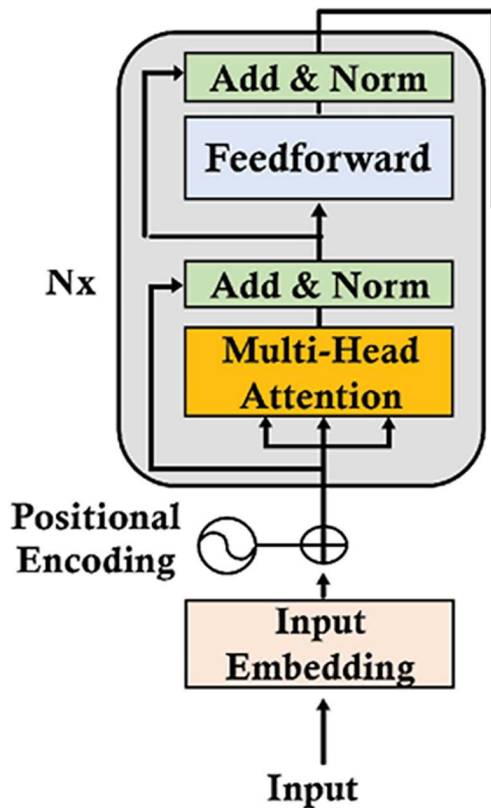 Add & Norm
Feedforward
Nx
Add & Norm
Multi-Head
Attention
Positional
Encoding
Input
Embedding
Input